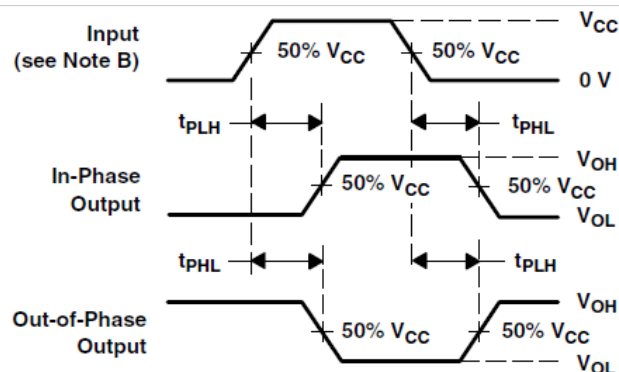 Input
(see Note B)
50% VCC
50% VCC
VCC
0 V
tPLH
tPHL
In-Phase
Output
50% VCC
50% VCC
VOH
VOL
tPHL
tPLH
Out-of-Phase
Output
50% VCC
50% VCC
VOH
VOL